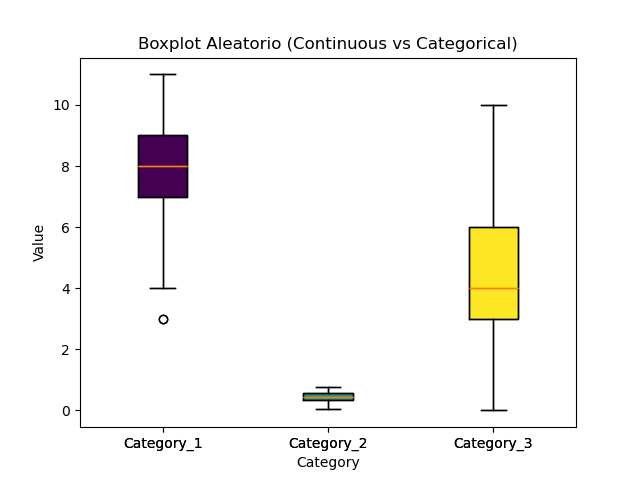 Boxplot Aleatorio (Continuous vs Categorical)
10
8
6
4
2
0
Value
Category_1
Category_2
Category_3
Category